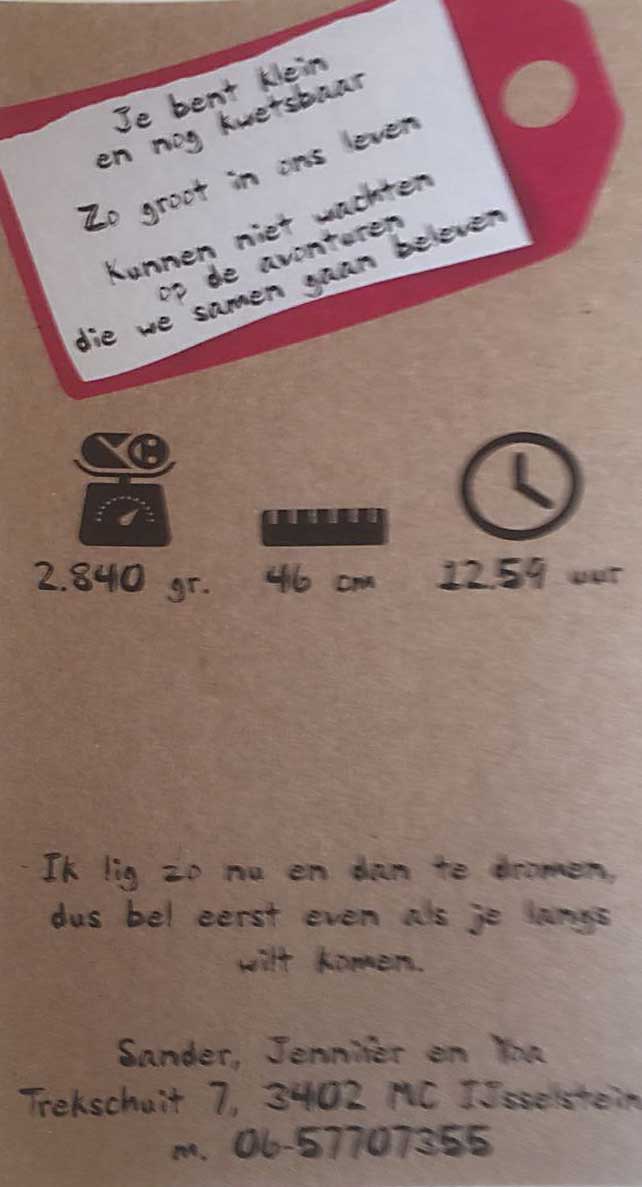 Je bent klein
en nog kwetsbaar
Zo groot in ons leven
Kunnen niet wachten
op de avonturen
die we samen gaan beleven
2.840 gr. 46 cm 12.59 uur
Ik lig zo nu en dan te dromen,
dus bel eerst even als je langs
wilt komen.
Sander, Jennifer en
Trekschuit 7, 3402 MC IJsselstein
m. 06-57707355